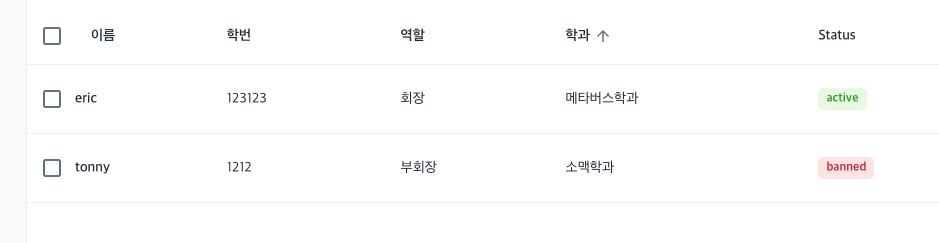 이름 학번 역할 학과 ↑ Status
eric 123123 회장 메타버스학과 active
tonny 1212 부회장 소맥학과 banned